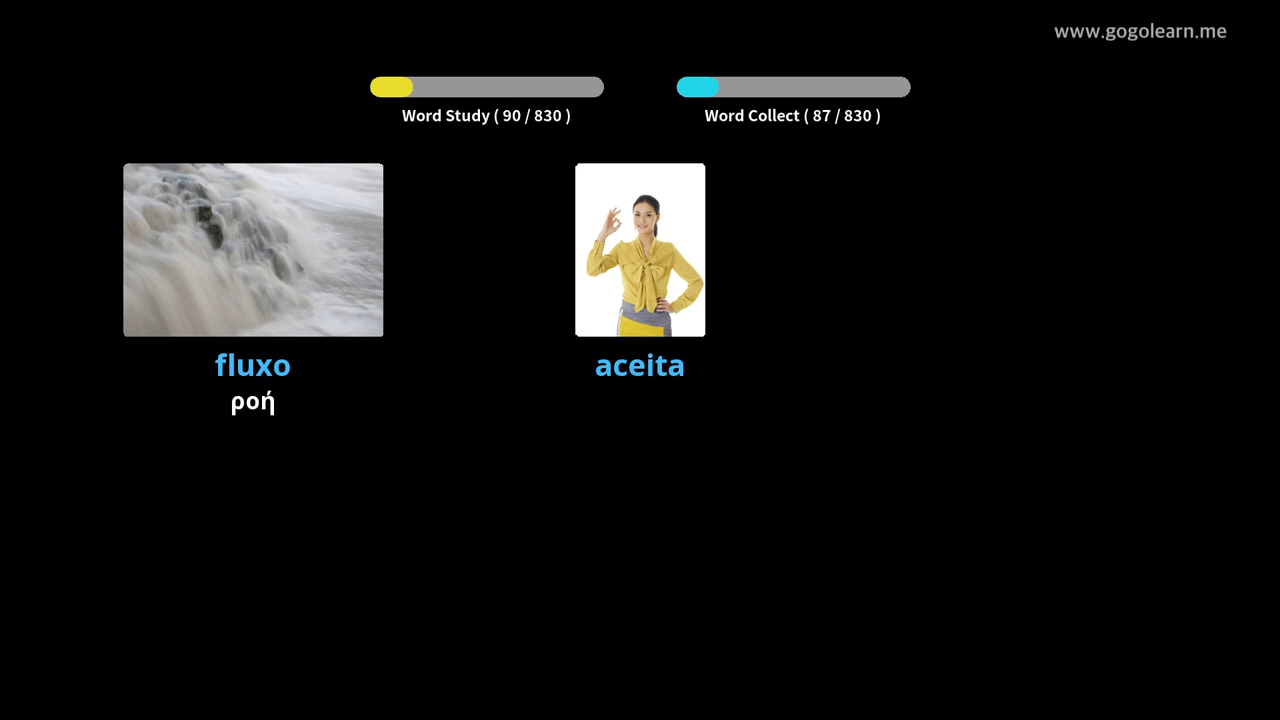 www.gogolearn.me
Word Study ( 90 / 830 )
Word Collect ( 87 / 830 )
fluxo
ροή
aceita